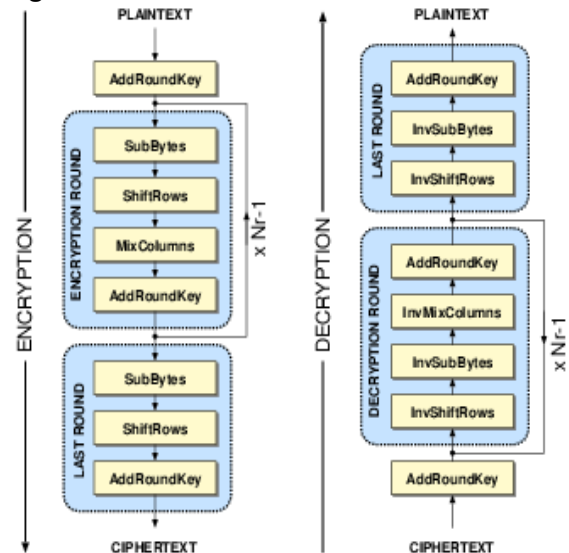 PLAINTEXT
AddRoundKey
ENCRYPTION ROUND
SubBytes
ShiftRows
MixColumns
AddRoundKey
x Nr-1
LAST ROUND
SubBytes
ShiftRows
AddRoundKey
CIPHERTEXT
ENCRYPTION
PLAINTEXT
LAST ROUND
AddRoundKey
InvSubBytes
InvShiftRows
DECRYPTION ROUND
AddRoundKey
InvMixColumns
InvSubBytes
InvShiftRows
x Nr-1
AddRoundKey
CIPHERTEXT
DECRYPTION